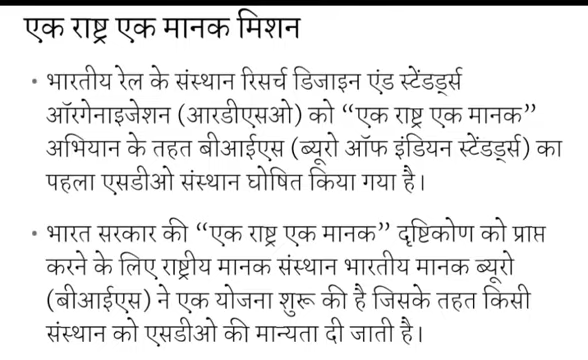 एक राष्ट्र एक मानक मिशन
• भारतीय रेल के संस्थान रिसर्च डिजाइन एंड स्टेंडर्ड्स
ऑरगेनाइजेशन (आरडीएसओ) को “एक राष्ट्र एक मानक”
अभियान के तहत बीआईएस (ब्यूरो ऑफ इंडियन स्टेंडर्ड्स) का
पहला एसडीओ संस्थान घोषित किया गया है।
• भारत सरकार की “एक राष्ट्र एक मानक” दृष्टिकोण को प्राप्त
करने के लिए राष्ट्रीय मानक संस्थान भारतीय मानक ब्यूरो
(बीआईएस) ने एक योजना शुरू की है जिसके तहत किसी
संस्थान को एसडीओ की मान्यता दी जाती है।